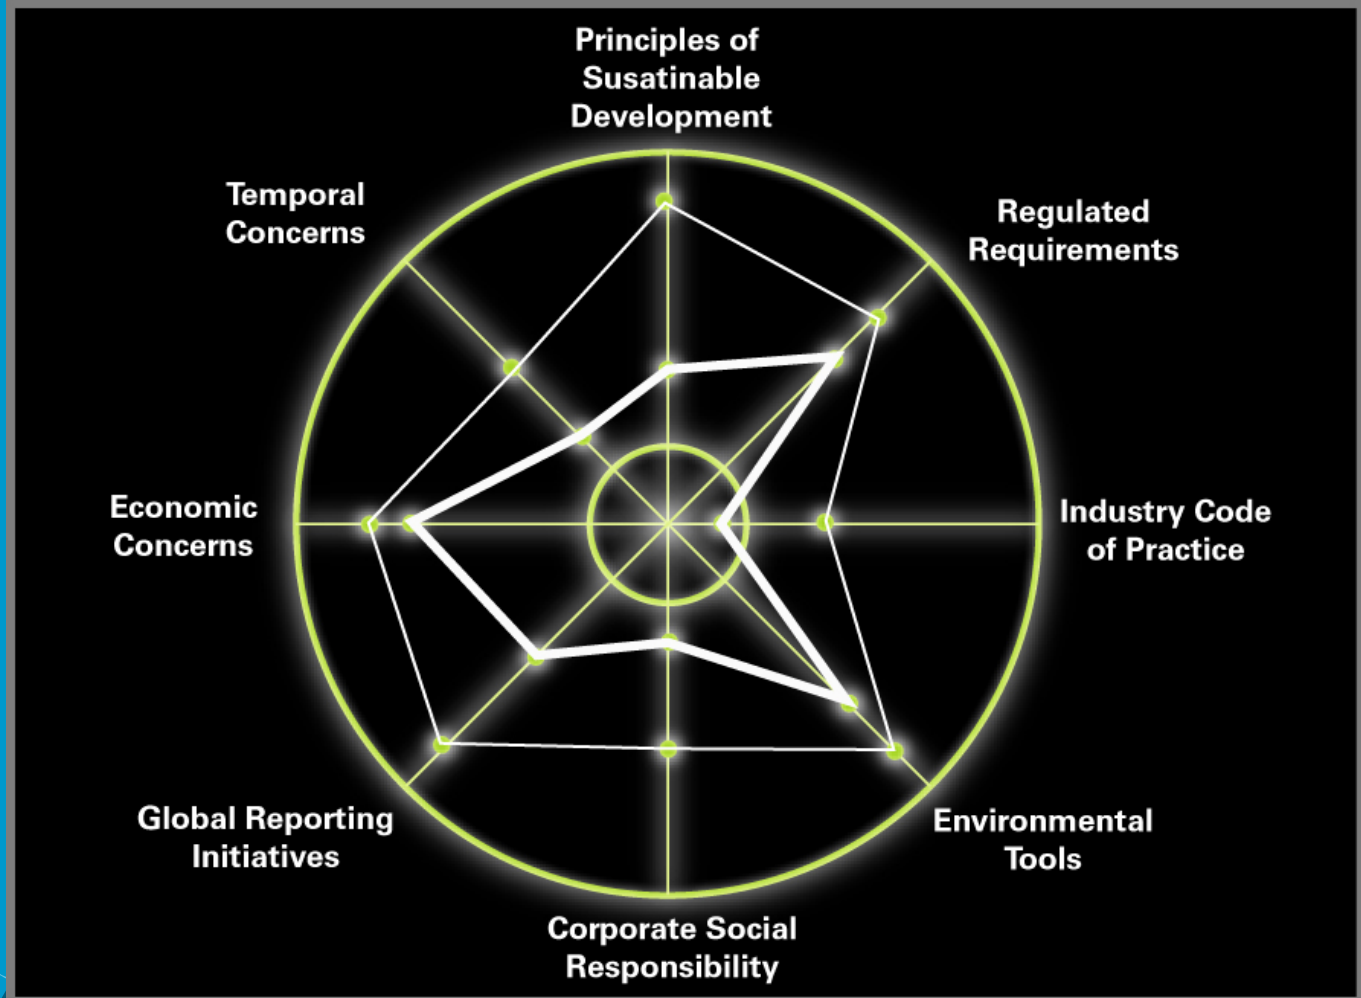 Principles of
Susatinable
Development
Temporal
Concerns
Regulated
Requirements
Economic
Concerns
Industry Code
of Practice
Global Reporting
Initiatives
Environmental
Tools
Corporate Social
Responsibility